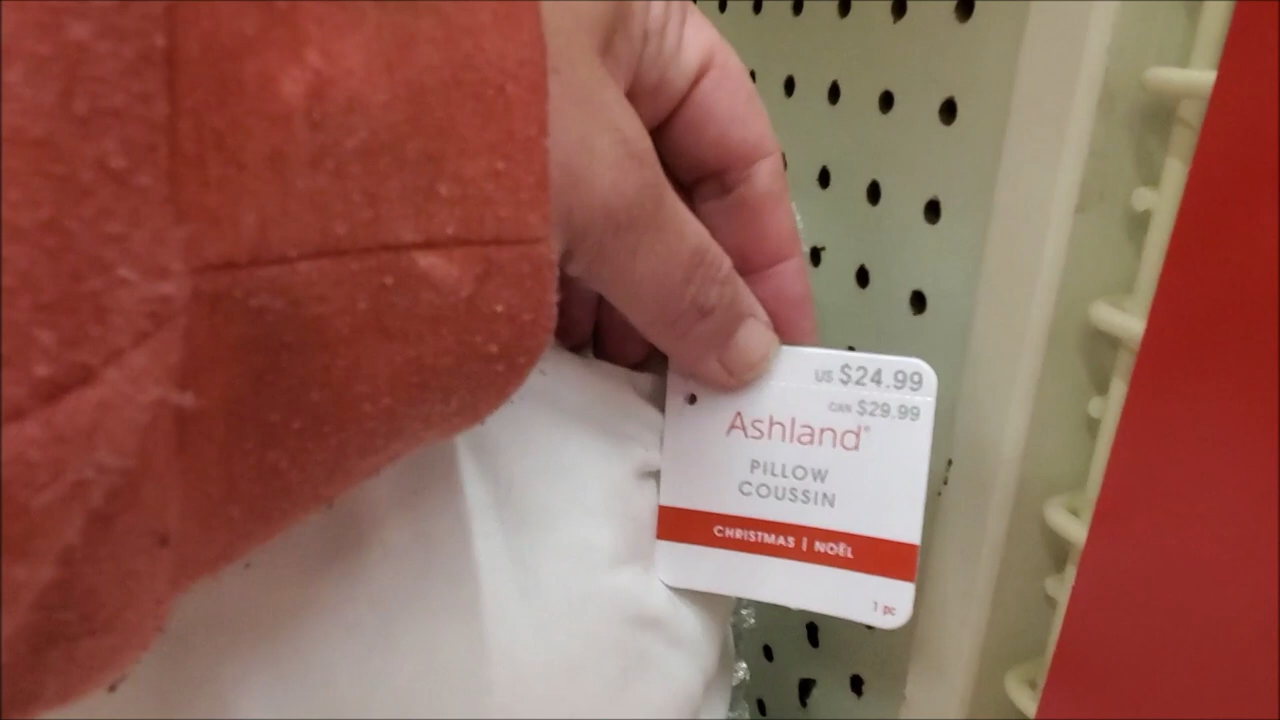 US $24.99
CAN $29.99
Ashland®
PILLOW
COUSSIN
CHRISTMAS | NOËL
1 pc